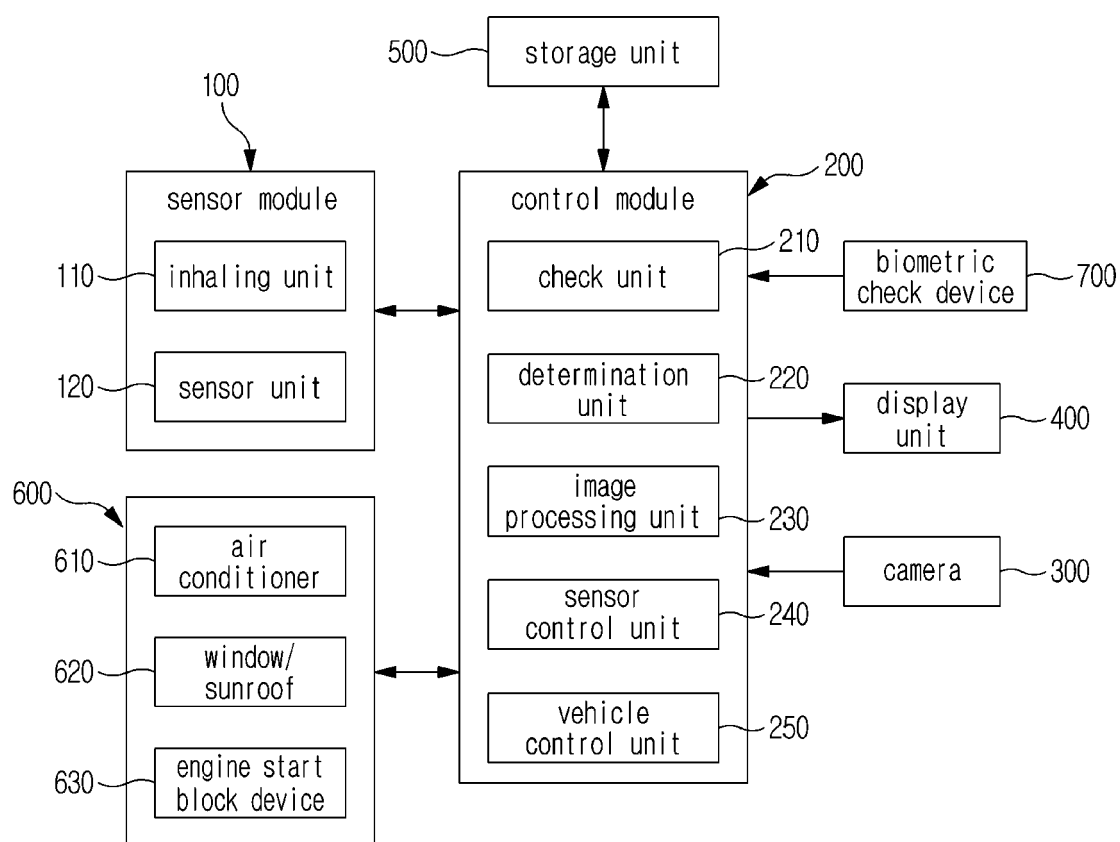 500
storage unit
100
sensor module
110
inhaling unit
120
sensor unit
200
control module
210
check unit
220
determination
unit
230
image
processing unit
240
sensor
control unit
250
vehicle
control unit
biometric
check device
700
display
unit
400
camera
300
600
610
air
conditioner
620
window/
sunroof
630
engine start
block device